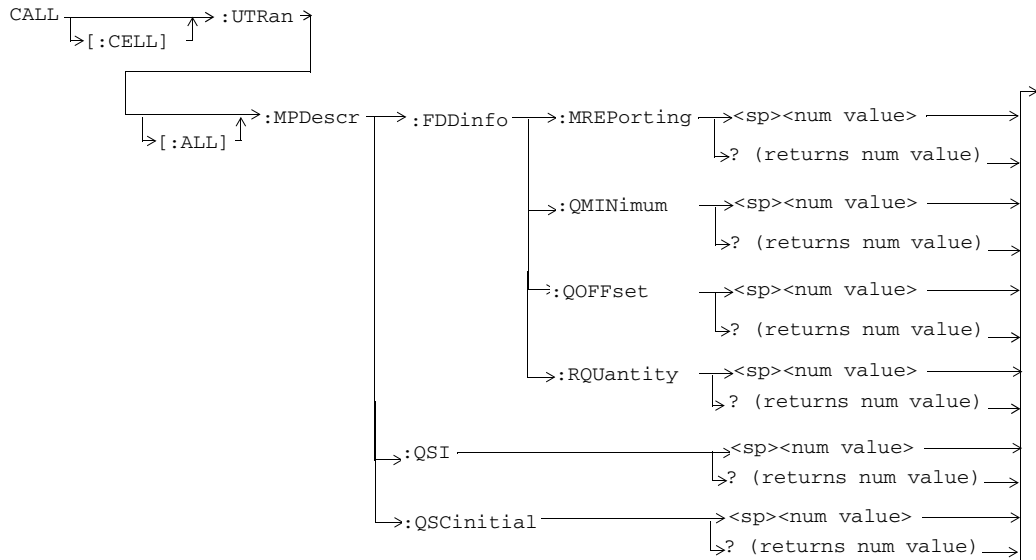 CALL :UTRan
[:CELL]
:MPDescr :FDDinfo :MREPorting <sp><num value>
[:ALL]
? (returns num value)
:QMINimum <sp><num value>
? (returns num value)
:QOFFset <sp><num value>
? (returns num value)
:RQUantity <sp><num value>
? (returns num value)
:QSI <sp><num value>
? (returns num value)
:QSCinitial <sp><num value>
? (returns num value)